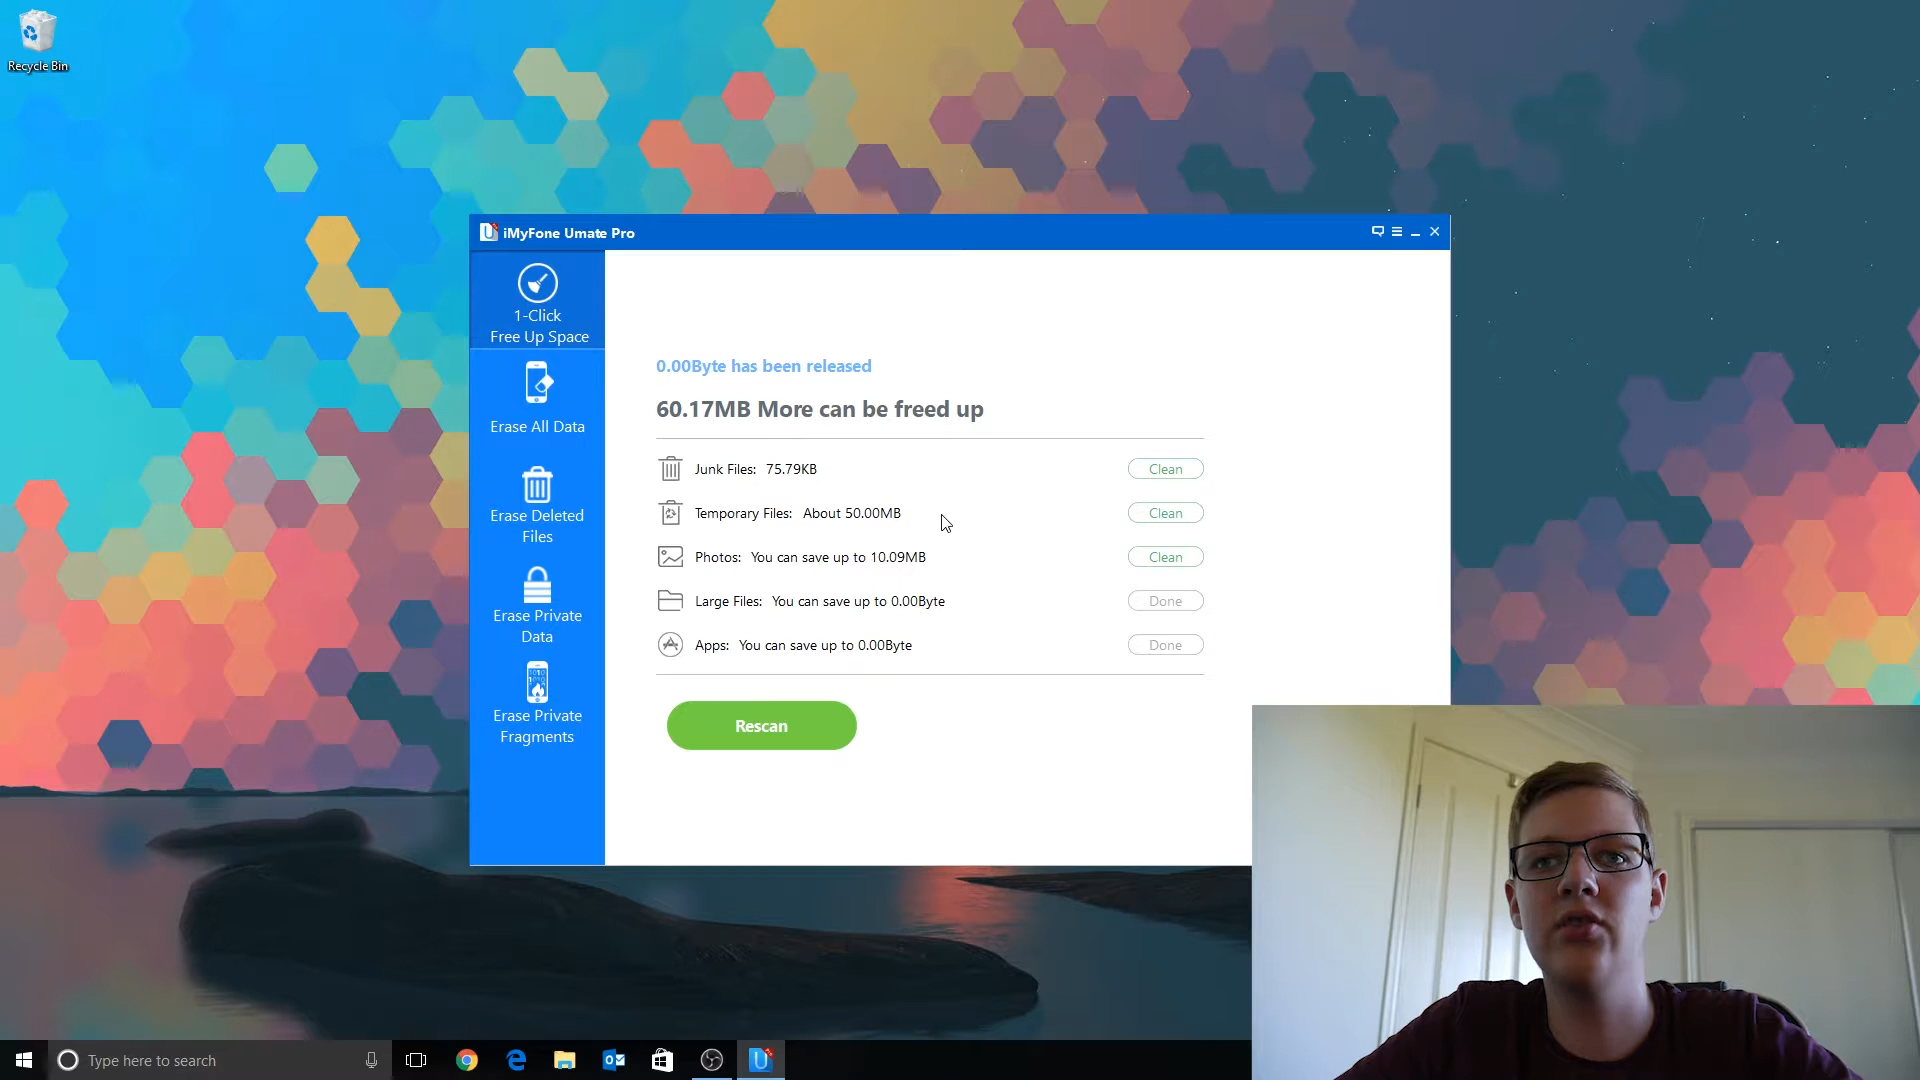 Recycle Bin
iMyFone Umate Pro
1-Click
Free Up Space
Erase All Data
Erase Deleted
Files
Erase Private
Data
Erase Private
Fragments
0.00Byte has been released
60.17MB More can be freed up
Junk Files: 75.79KB
Clean
Temporary Files: About 50.00MB
Clean
Photos: You can save up to 10.09MB
Clean
Large Files: You can save up to 0.00Byte
Done
Apps: You can save up to 0.00Byte
Done
Rescan
Type here to search